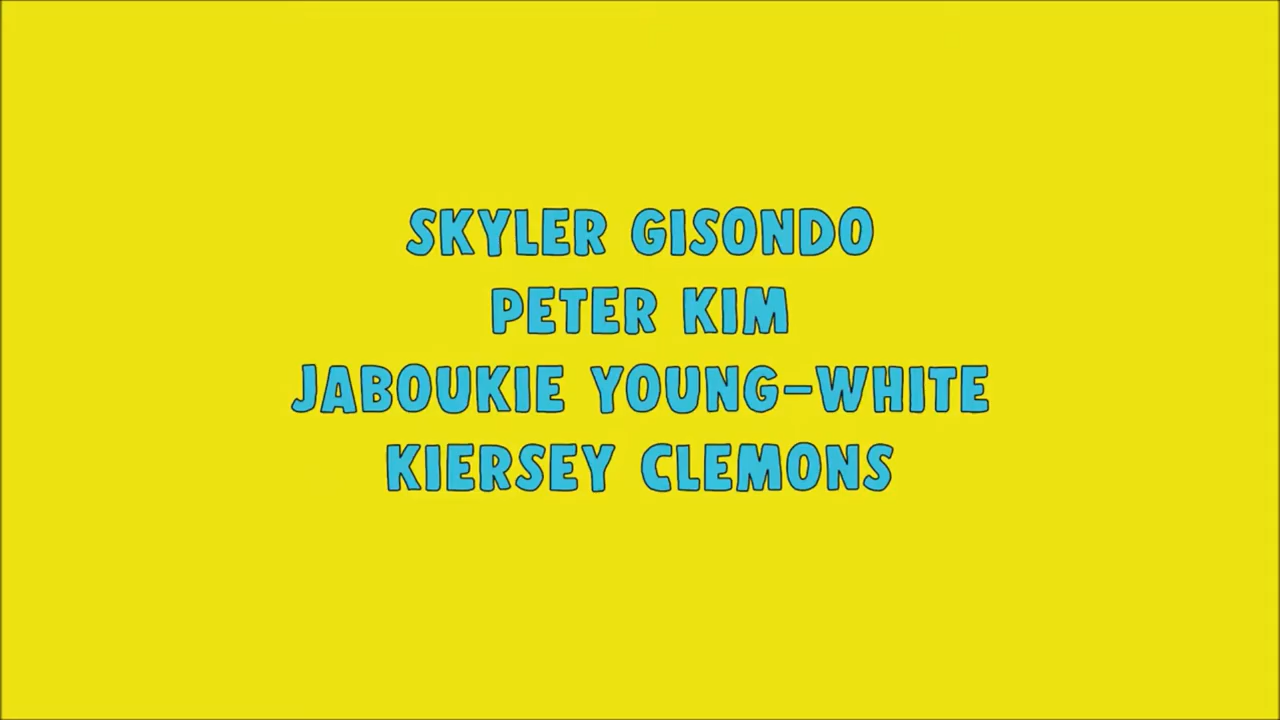 SKYLER GISONDO
PETER KIM
JABOUKIE YOUNG-WHITE
KIERSEY CLEMONS